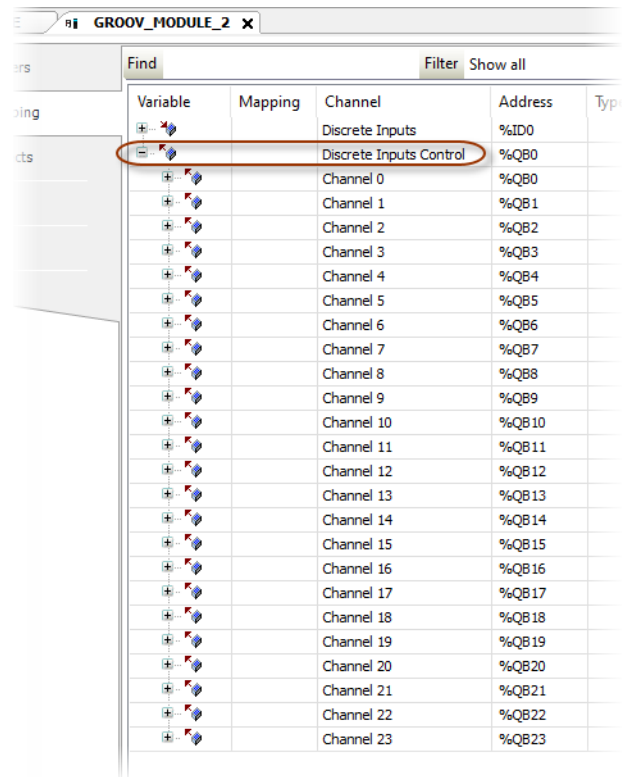 GROOV_MODULE_2 X
Find Filter Show all
Variable Mapping Channel Address Type
Discrete Inputs %ID0
Discrete Inputs Control %QB0
Channel 0 %QB0
Channel 1 %QB1
Channel 2 %QB2
Channel 3 %QB3
Channel 4 %QB4
Channel 5 %QB5
Channel 6 %QB6
Channel 7 %QB7
Channel 8 %QB8
Channel 9 %QB9
Channel 10 %QB10
Channel 11 %QB11
Channel 12 %QB12
Channel 13 %QB13
Channel 14 %QB14
Channel 15 %QB15
Channel 16 %QB16
Channel 17 %QB17
Channel 18 %QB18
Channel 19 %QB19
Channel 20 %QB20
Channel 21 %QB21
Channel 22 %QB22
Channel 23 %QB23